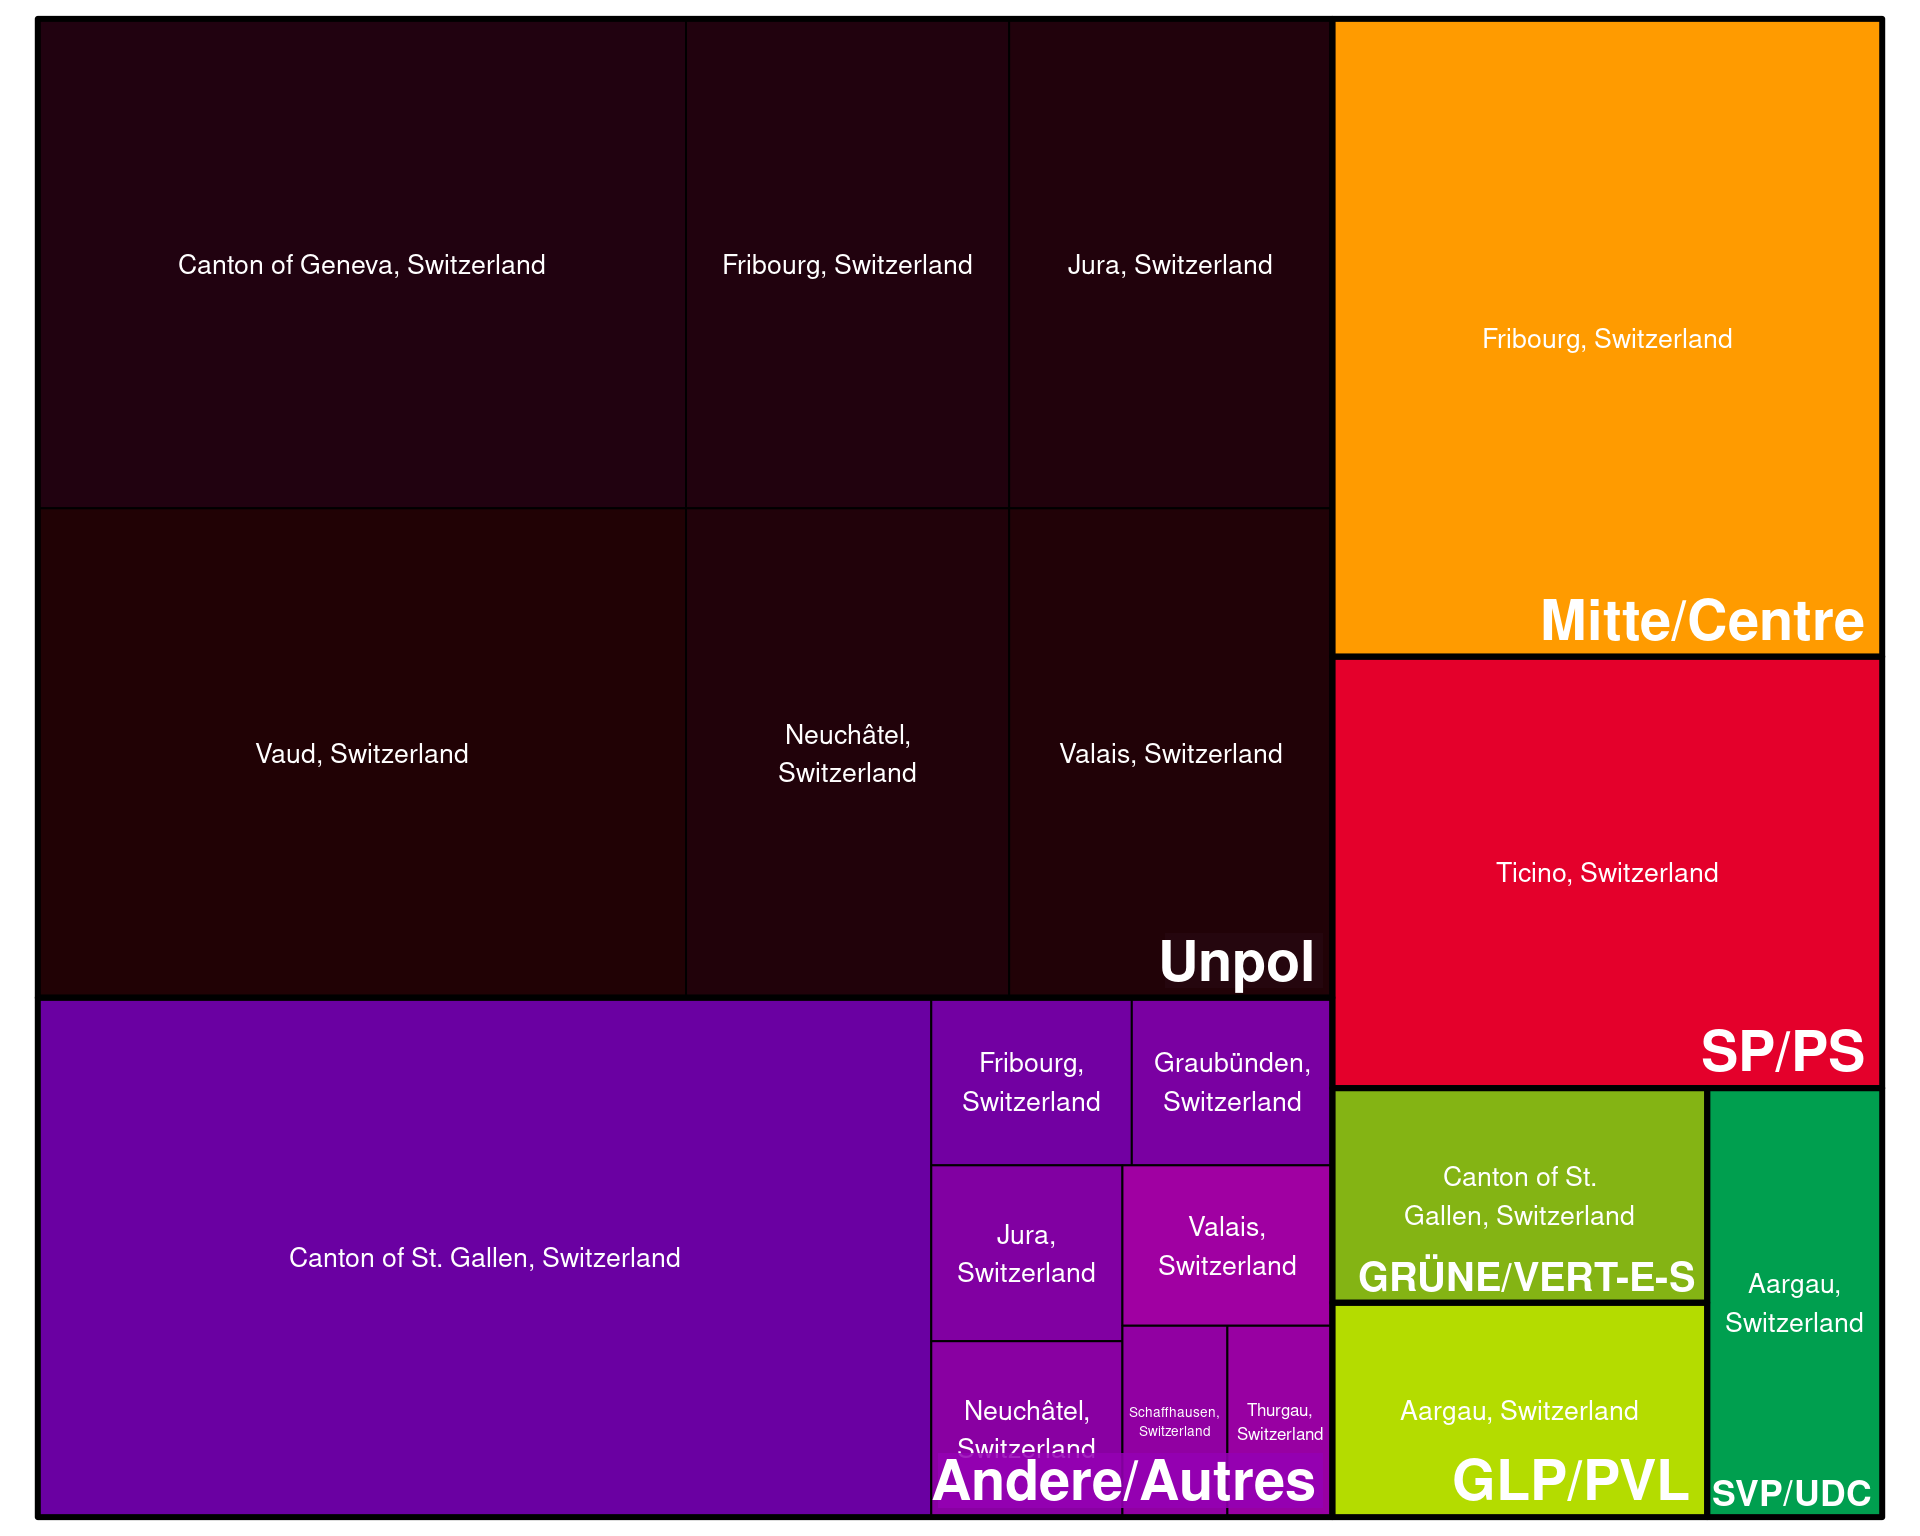 Canton of Geneva, Switzerland
Fribourg, Switzerland
Jura, Switzerland
Vaud, Switzerland
Neuchâtel,
Switzerland
Valais, Switzerland
Unpol
Fribourg, Switzerland
Mitte/Centre
Ticino, Switzerland
SP/PS
Canton of St. Gallen, Switzerland
Fribourg,
Switzerland
Graubünden,
Switzerland
Jura,
Switzerland
Valais,
Switzerland
Neuchâtel,
Switzerland
Schaffhausen,
Switzerland
Thurgau,
Switzerland
Andere/Autres
Canton of St.
Gallen, Switzerland
GRÜNE/VERT-E-S
Aargau, Switzerland
GLP/PVL
Aargau,
Switzerland
SVP/UDC